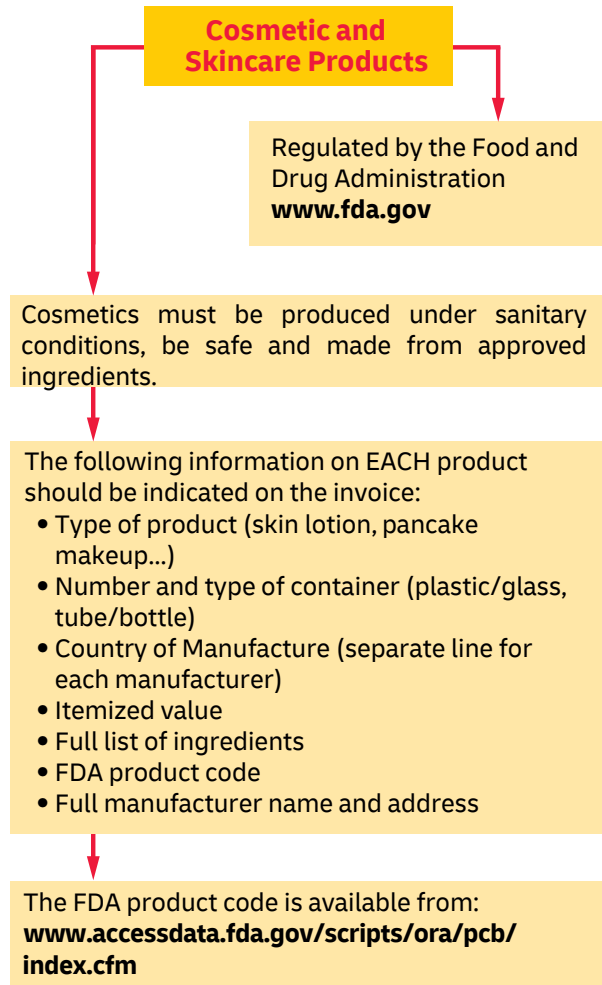 Cosmetic and
Skincare Products
Regulated by the Food and
Drug Administration
www.fda.gov
Cosmetics must be produced under sanitary
conditions, be safe and made from approved
ingredients.
The following information on EACH product
should be indicated on the invoice:
• Type of product (skin lotion, pancake
makeup...)
• Number and type of container (plastic/glass,
tube/bottle)
• Country of Manufacture (separate line for
each manufacturer)
• Itemized value
• Full list of ingredients
• FDA product code
• Full manufacturer name and address
The FDA product code is available from:
www.accessdata.fda.gov/scripts/ora/pcb/
index.cfm